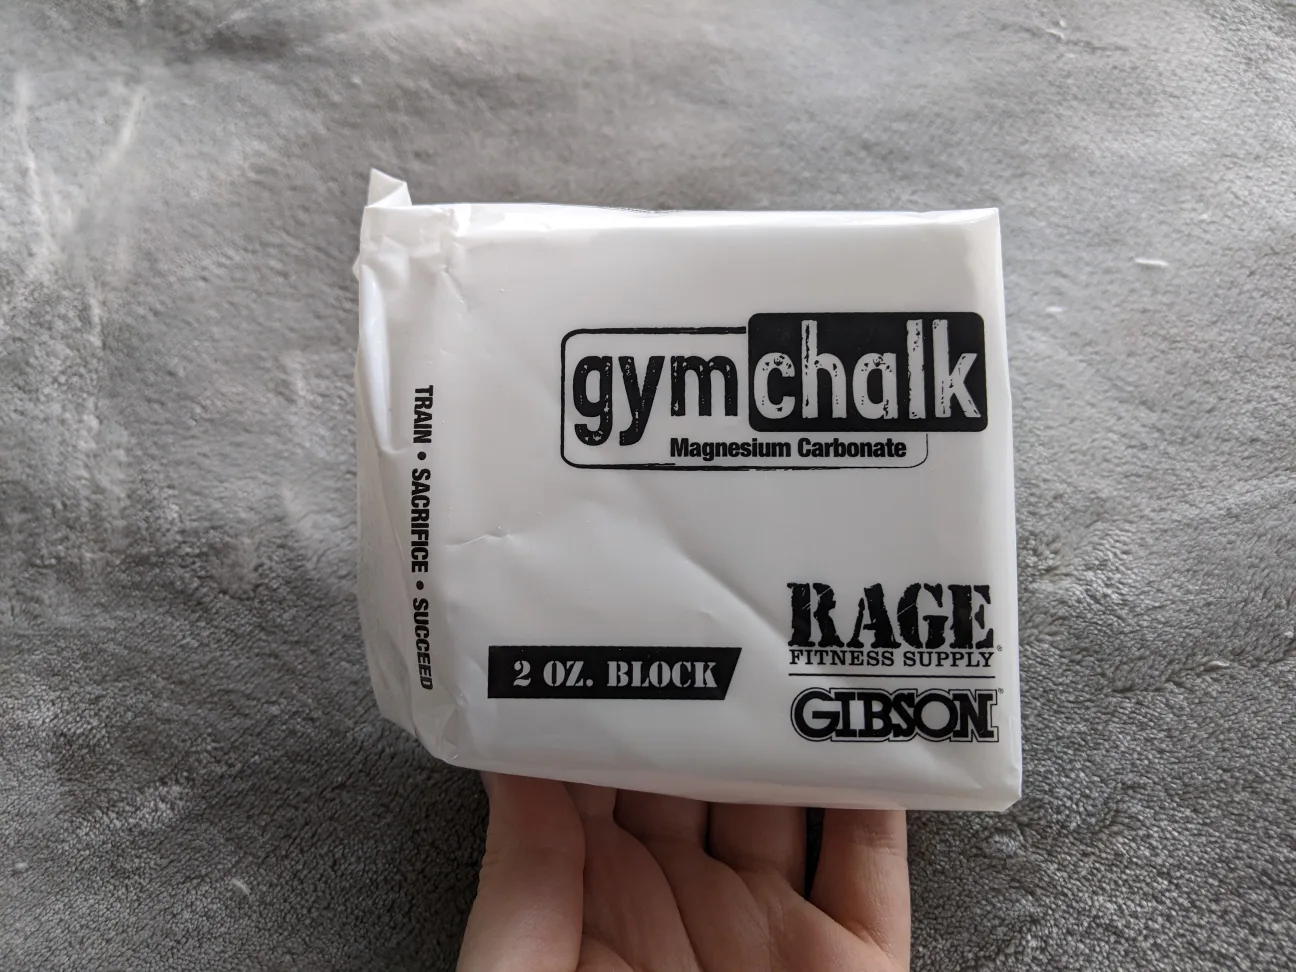 gymchalk
Magnesium Carbonate
TRAIN • SACRIFICE • SUCCEED
2 OZ. BLOCK
RAGE®
FITNESS SUPPLY
GIBSON®